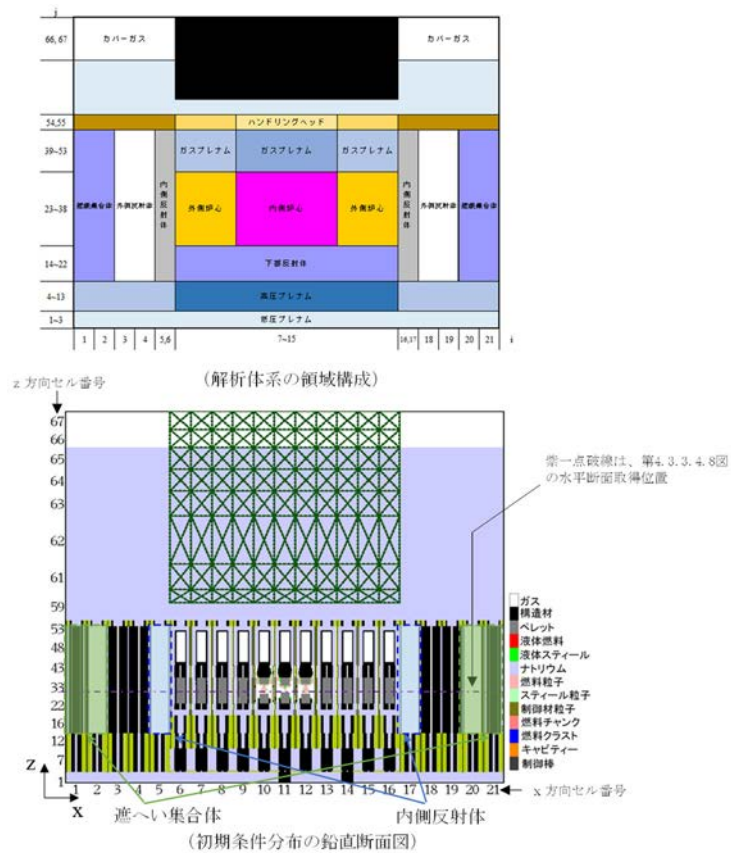 j
66, 67
カバーガス
カバーガス
54, 55
ハンドリングヘッド
39~53
ガスプレナム
ガスプレナム
ガスプレナム
23~38
遮蔽集合体
外側反射体
内側反射体
外側炉心
内側炉心
外側炉心
内側反射体
外側反射体
遮蔽集合体
14~22
下部反射体
4~13
高圧プレナム
1~3
低圧プレナム
1 2 3 4 5,6 7~15 16,17 18 19 20 21 i
(解析体系の領域構成)
z 方向セル番号
紫一点破線は、第4.3.3.4.8図
の水平断面取得位置
67
66
65
64
63
62
61
59
53
48
43
33
22
16
12
7
1
ガス
構造材
ペレット
液体燃料
液体スティール
ナトリウム
燃料粒子
スティール粒子
制御材粒子
燃料チャンク
燃料クラスト
キャビティー
制御棒
Z
X
1 2 3 4 5 6 7 8 9 10 11 12 13 14 15 16 17 18 19 20 21
x 方向セル番号
遮へい集合体
内側反射体
(初期条件分布の鉛直断面図)